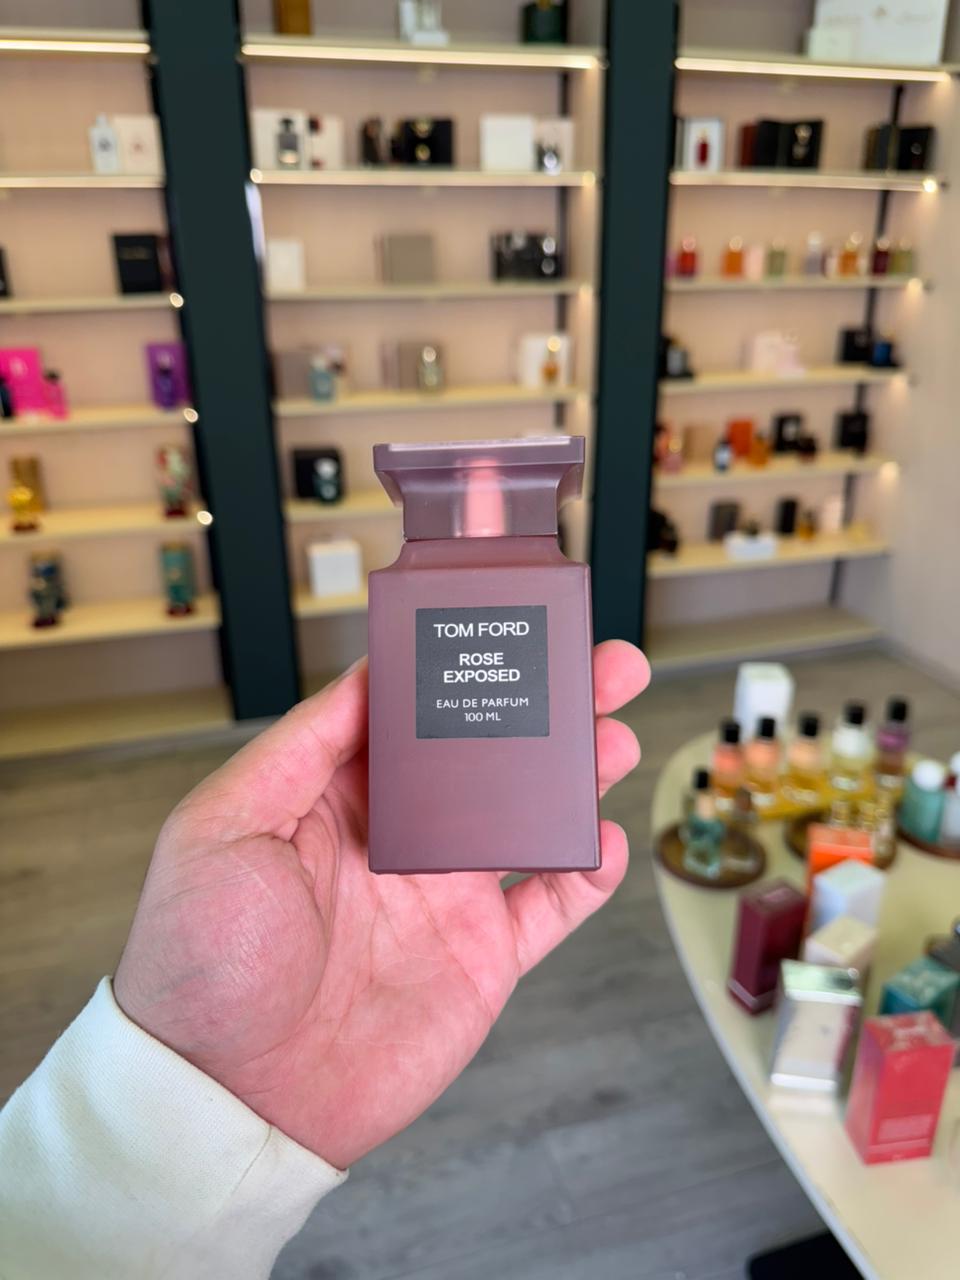 TOM FORD
ROSE
EXPOSED
EAU DE PARFUM
100 ML